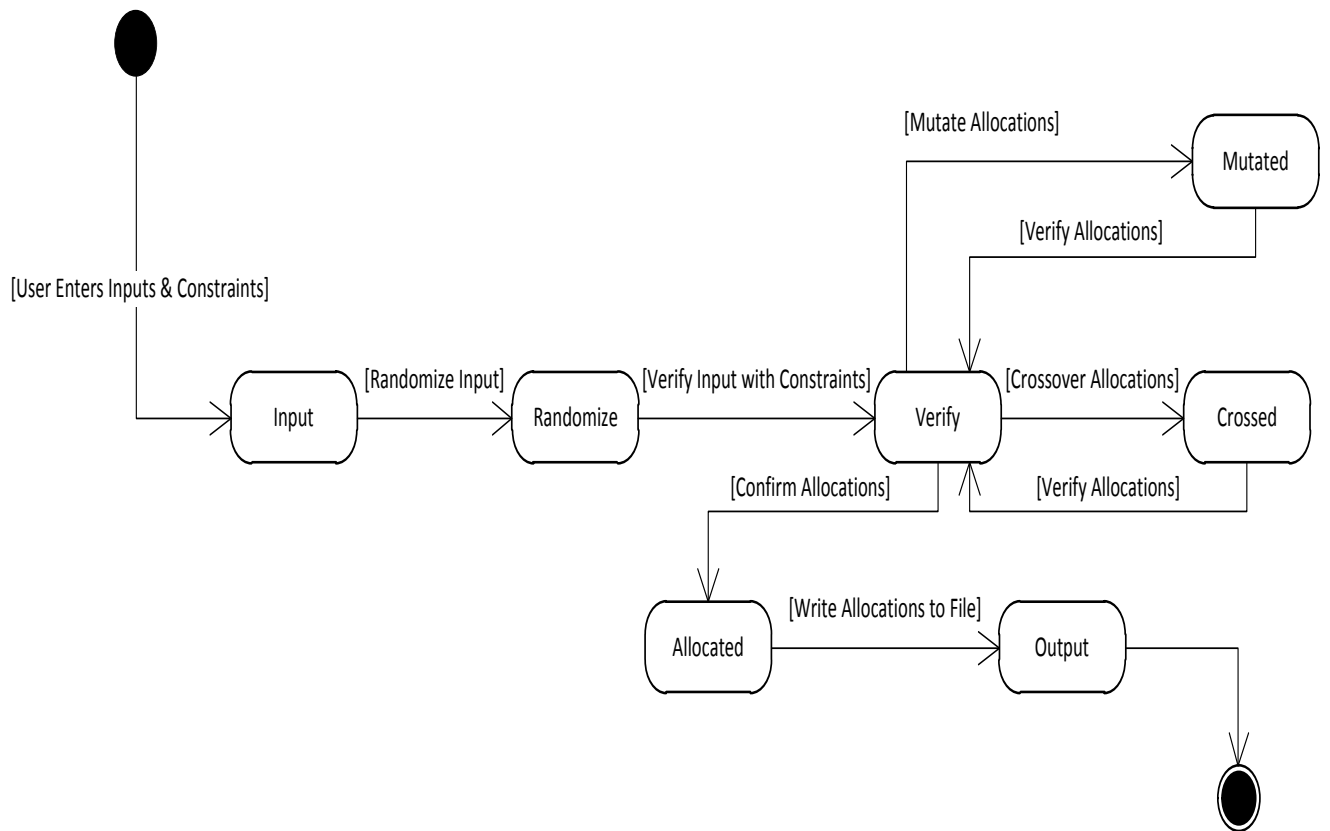 [Mutate Allocations]
Mutated
[Verify Allocations]
[User Enters Inputs & Constraints]
[Randomize Input]
[Verify Input with Constraints]
[Crossover Allocations]
Input
Randomize
Verify
Crossed
[Confirm Allocations]
[Verify Allocations]
[Write Allocations to File]
Allocated
Output